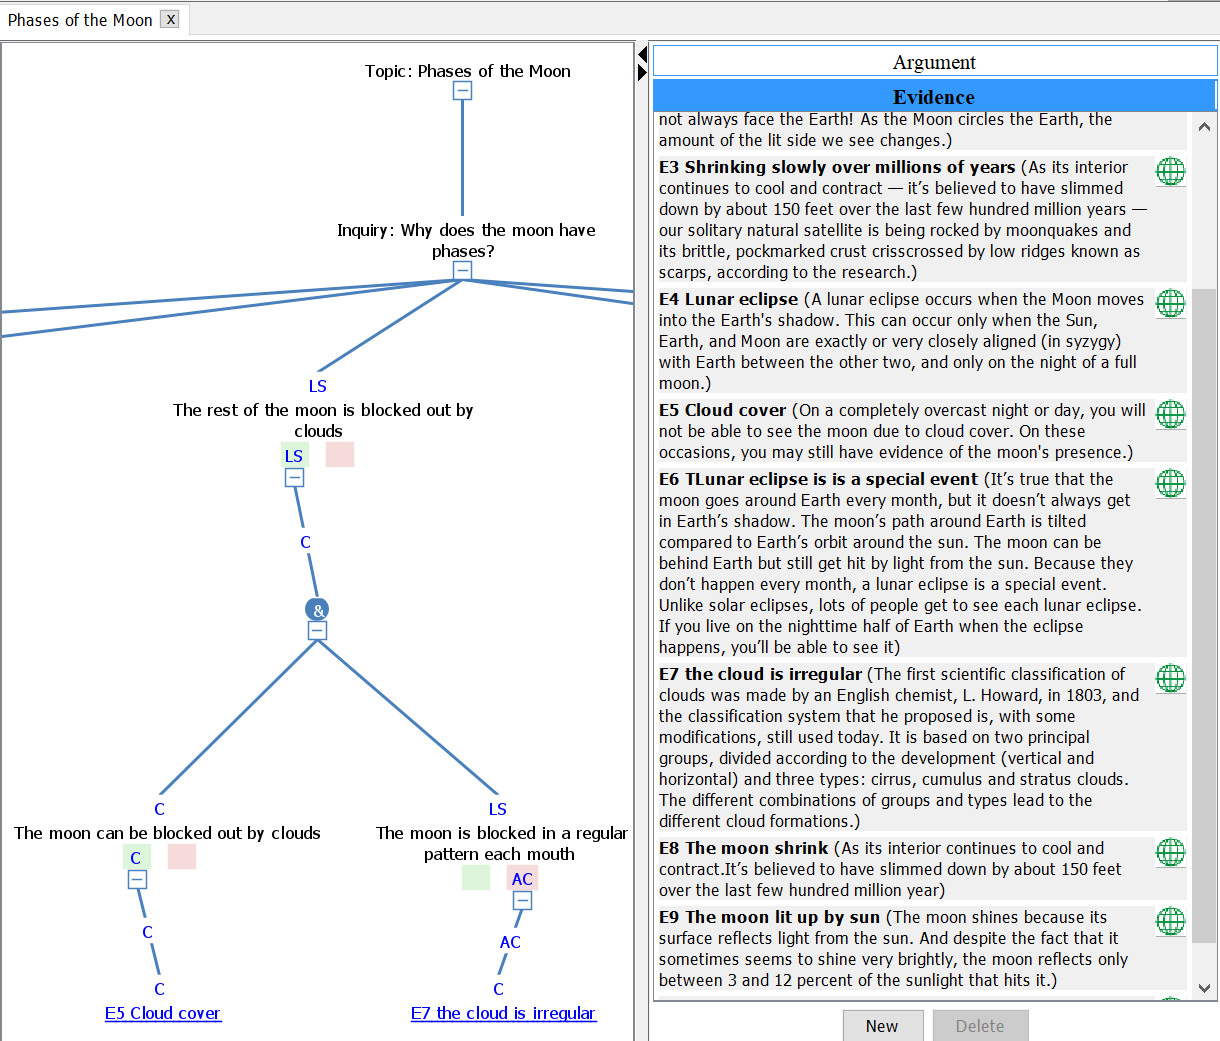 Phases of the Moon x
Topic: Phases of the Moon
Inquiry: Why does the moon have
phases?
LS
The rest of the moon is blocked out by
clouds
LS
C
&
C
The moon can be blocked out by clouds
C
C
C
E5 Cloud cover
LS
The moon is blocked in a regular
pattern each mouth
AC
AC
C
E7 the cloud is irregular
Argument
Evidence
not always face the Earth! As the Moon circles the Earth, the
amount of the lit side we see changes.)
E3 Shrinking slowly over millions of years (As its interior
continues to cool and contract — it’s believed to have slimmed
down by about 150 feet over the last few hundred million years —
our solitary natural satellite is being rocked by moonquakes and
its brittle, pockmarked crust crisscrossed by low ridges known as
scarps, according to the research.)
E4 Lunar eclipse (A lunar eclipse occurs when the Moon moves
into the Earth's shadow. This can occur only when the Sun,
Earth, and Moon are exactly or very closely aligned (in syzygy)
with Earth between the other two, and only on the night of a full
moon.)
E5 Cloud cover (On a completely overcast night or day, you will
not be able to see the moon due to cloud cover. On these
occasions, you may still have evidence of the moon's presence.)
E6 TLunar eclipse is is a special event (It’s true that the
moon goes around Earth every month, but it doesn’t always get
in Earth’s shadow. The moon’s path around Earth is tilted
compared to Earth’s orbit around the sun. The moon can be
behind Earth but still get hit by light from the sun. Because they
don’t happen every month, a lunar eclipse is a special event.
Unlike solar eclipses, lots of people get to see each lunar eclipse.
If you live on the nighttime half of Earth when the eclipse
happens, you’ll be able to see it)
E7 the cloud is irregular (The first scientific classification of
clouds was made by an English chemist, L. Howard, in 1803, and
the classification system that he proposed is, with some
modifications, still used today. It is based on two principal
groups, divided according to the development (vertical and
horizontal) and three types: cirrus, cumulus and stratus clouds.
The different combinations of groups and types lead to the
different cloud formations.)
E8 The moon shrink (As its interior continues to cool and
contract.It’s believed to have slimmed down by about 150 feet
over the last few hundred million year)
E9 The moon lit up by sun (The moon shines because its
surface reflects light from the sun. And despite the fact that it
sometimes seems to shine very brightly, the moon reflects only
between 3 and 12 percent of the sunlight that hits it.)
New
Delete